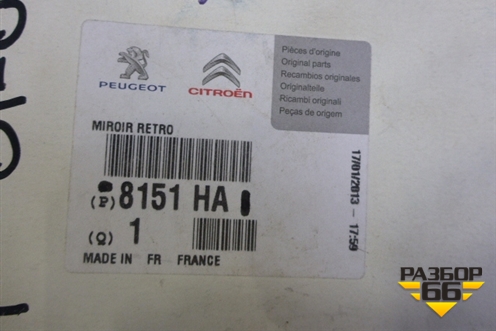 PEUGEOT
CITROËN
Pièces d'origine
Original parts
Recambios originales
Originalteile
Ricambi originali
Peças de origem
MIROIR RETRO
(P) 8151 HA
(Q) 1
MADE IN FR - FRANCE
17/01/2013 - 17:59
РАЗБОР
66